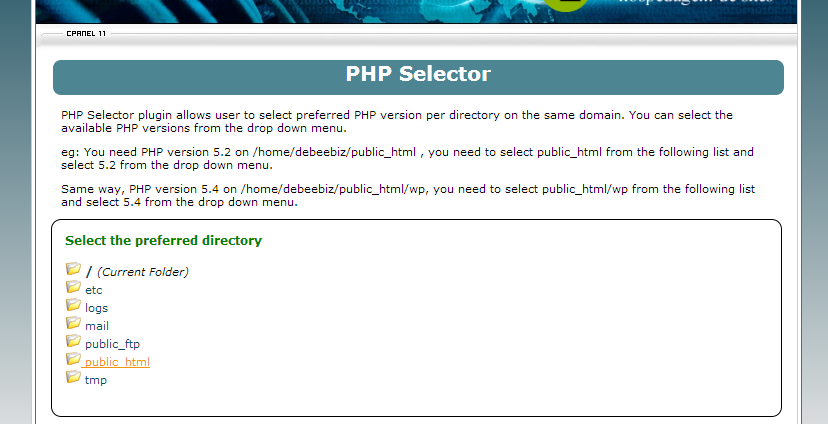 hospedagem de sites
CPANEL 11
PHP Selector
PHP Selector plugin allows user to select preferred PHP version per directory on the same domain. You can select the
available PHP versions from the drop down menu.
eg: You need PHP version 5.2 on /home/debeebiz/public_html , you need to select public_html from the following list and
select 5.2 from the drop down menu.
Same way, PHP version 5.4 on /home/debeebiz/public_html/wp, you need to select public_html/wp from the following list
and select 5.4 from the drop down menu.
Select the preferred directory
/ (Current Folder)
etc
logs
mail
public_ftp
public_html
tmp